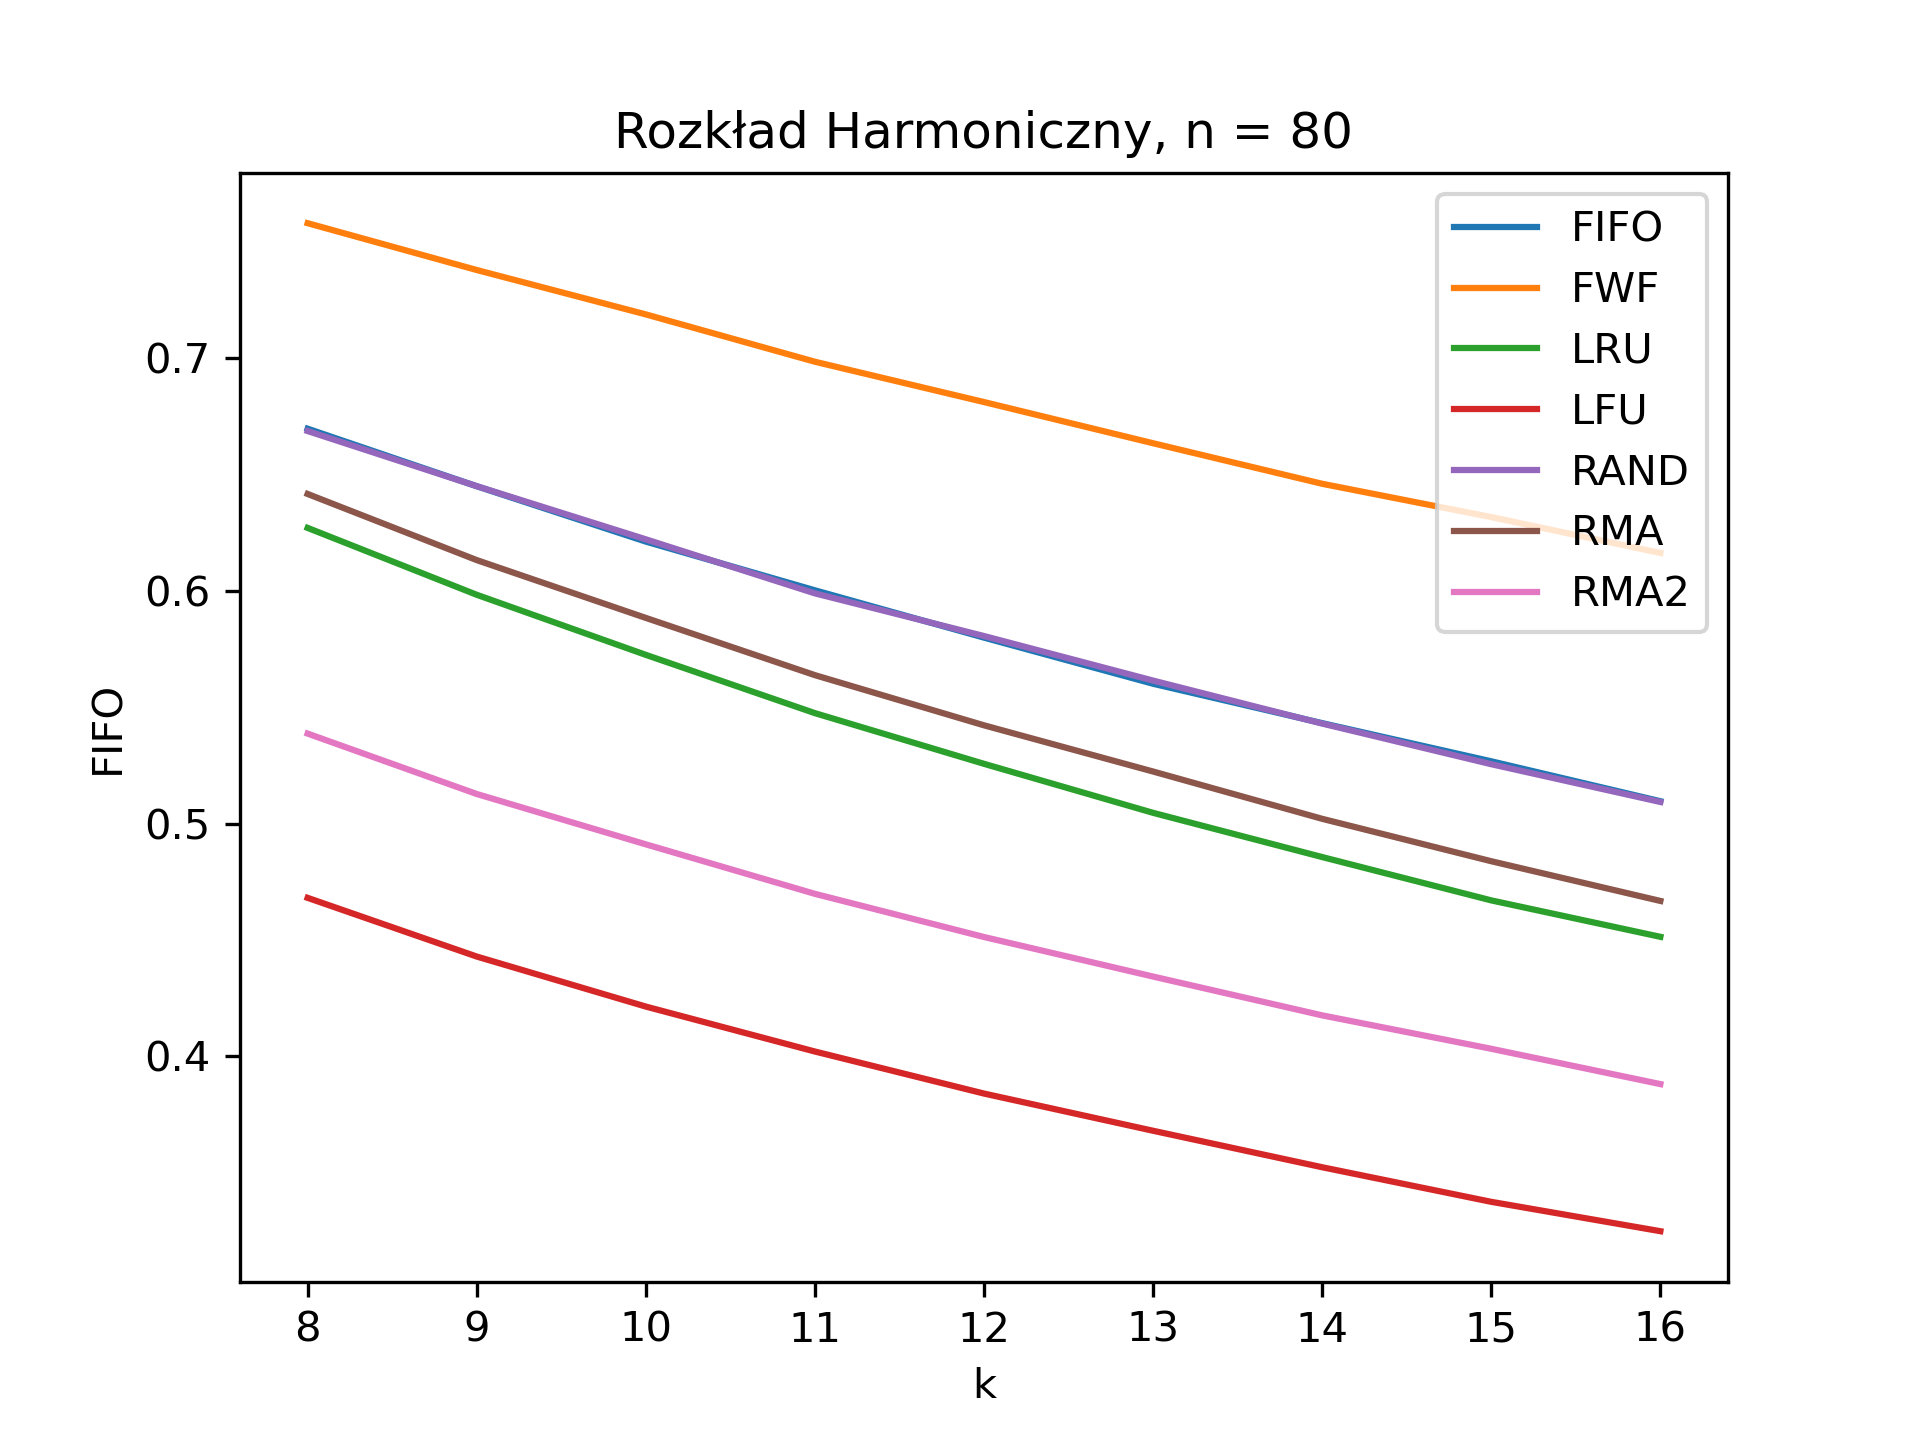 Rozkład Harmoniczny, n = 80
FIFO
FWF
LRU
LFU
RAND
RMA
RMA2
0.7
0.6
0.5
0.4
FIFO
8 9 10 11 12 13 14 15 16
k